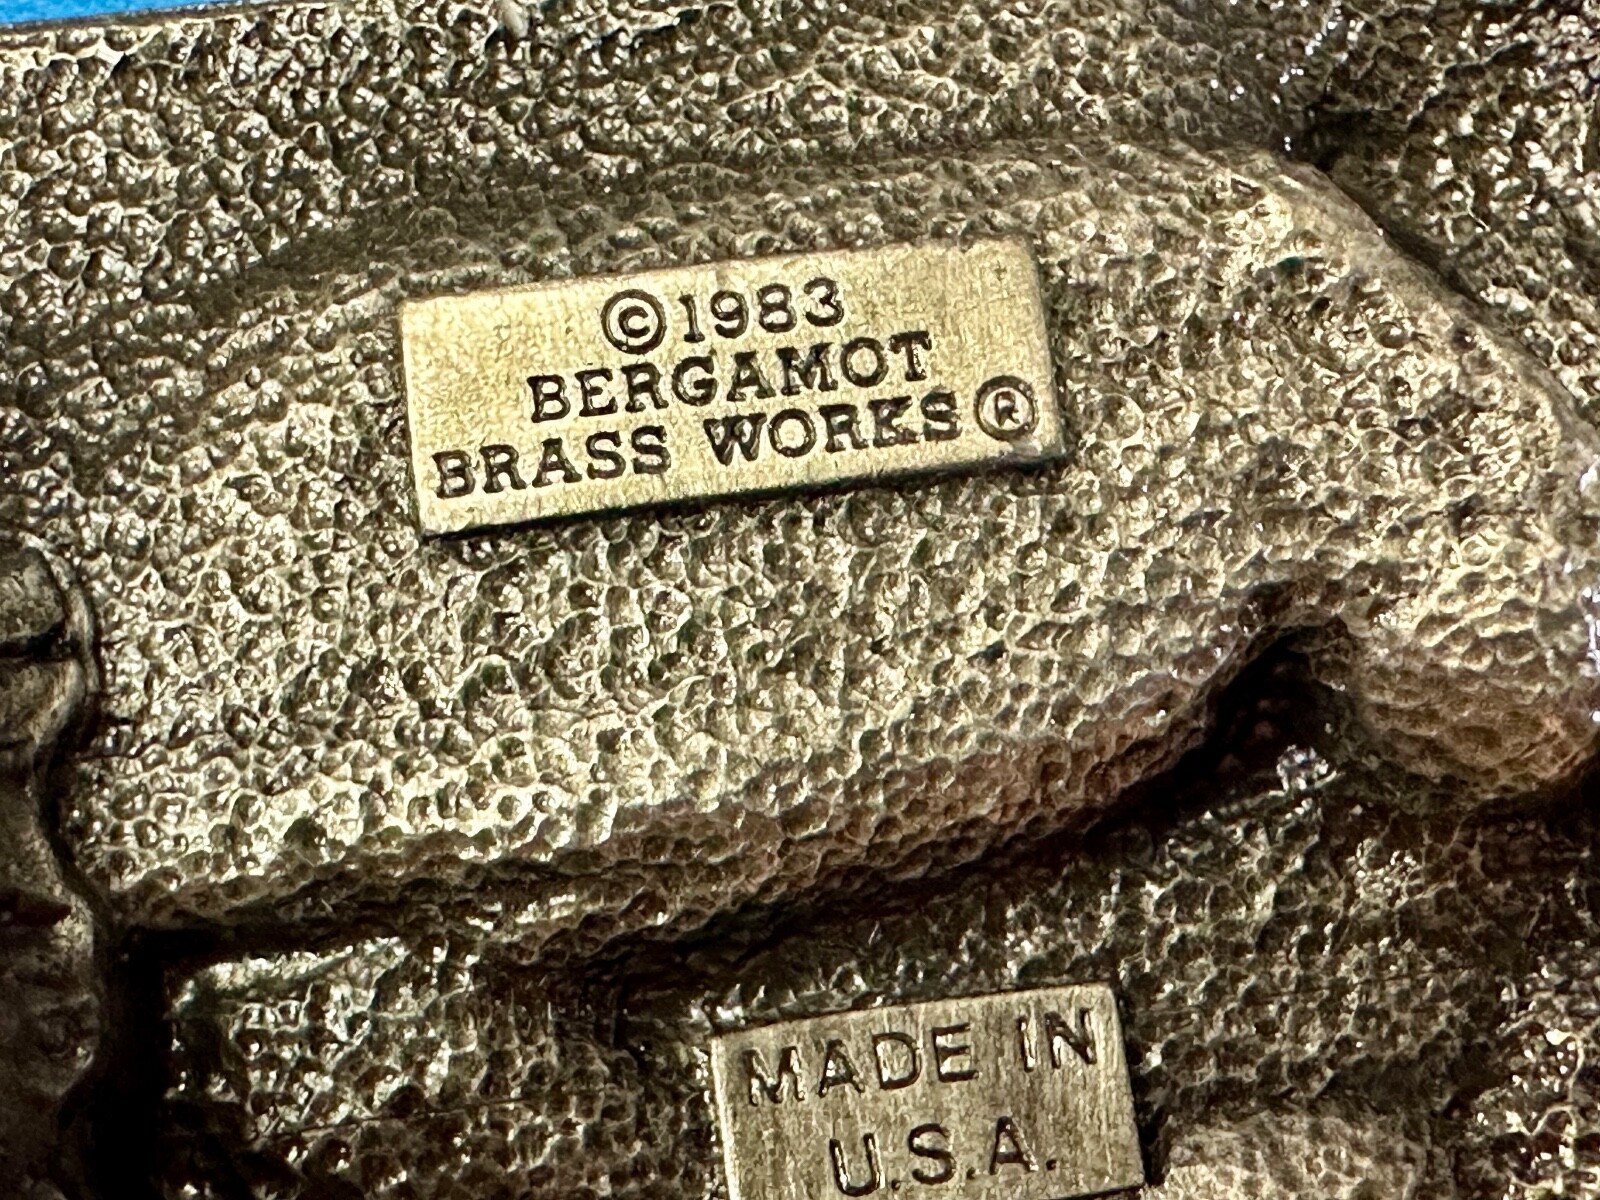 ©1983
BERGAMOT
BRASS WORKS®
MADE IN
U.S.A.